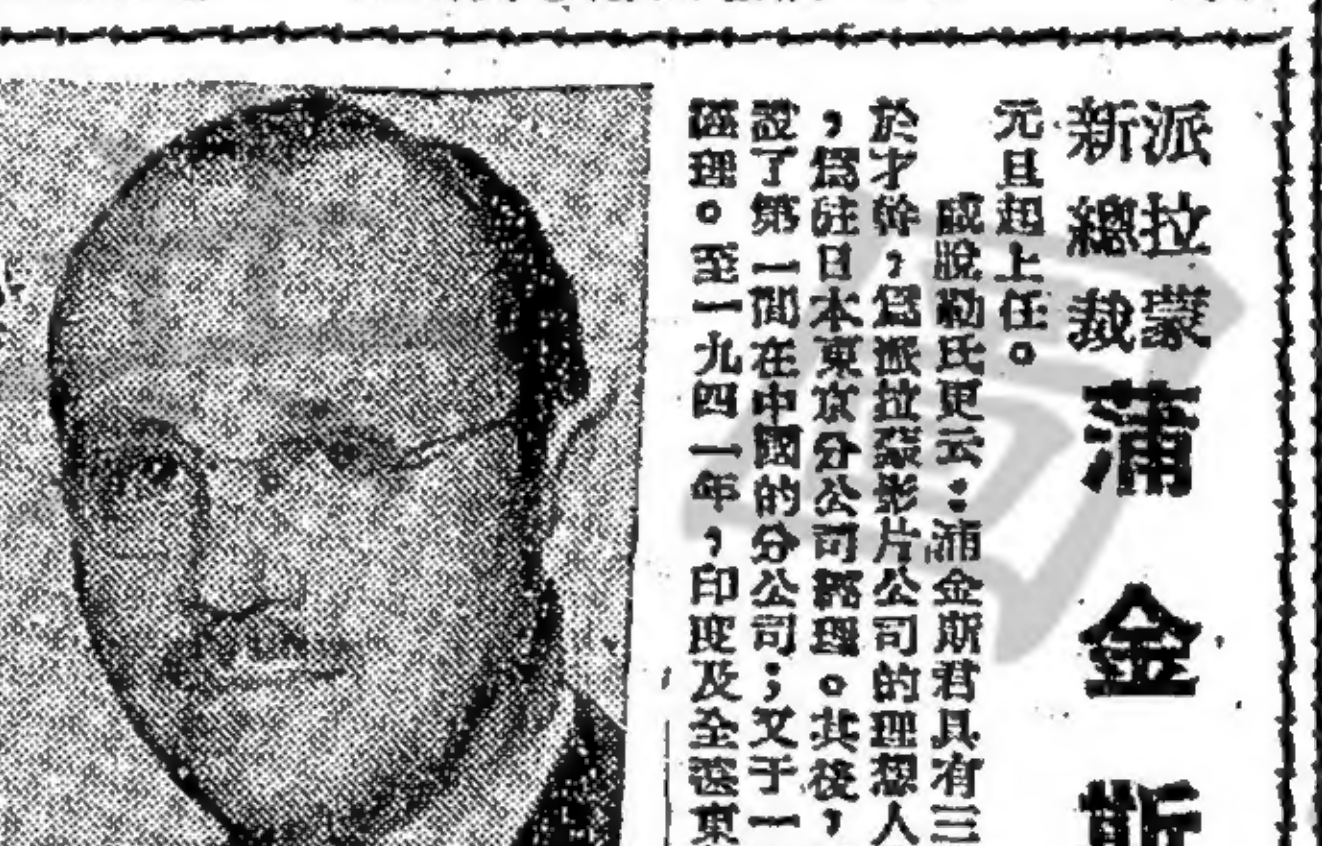 派拉蒙
新總裁
蒲金斯
元旦起上任。
威脫勒氏更云：浦金斯君具有三
於才幹，爲派拉蒙影片公司的理想人
，爲駐日本東京分公司經理。其後，
設了第一間在中國的分公司；又于一
經理。至一九四一年，印度及全遠東